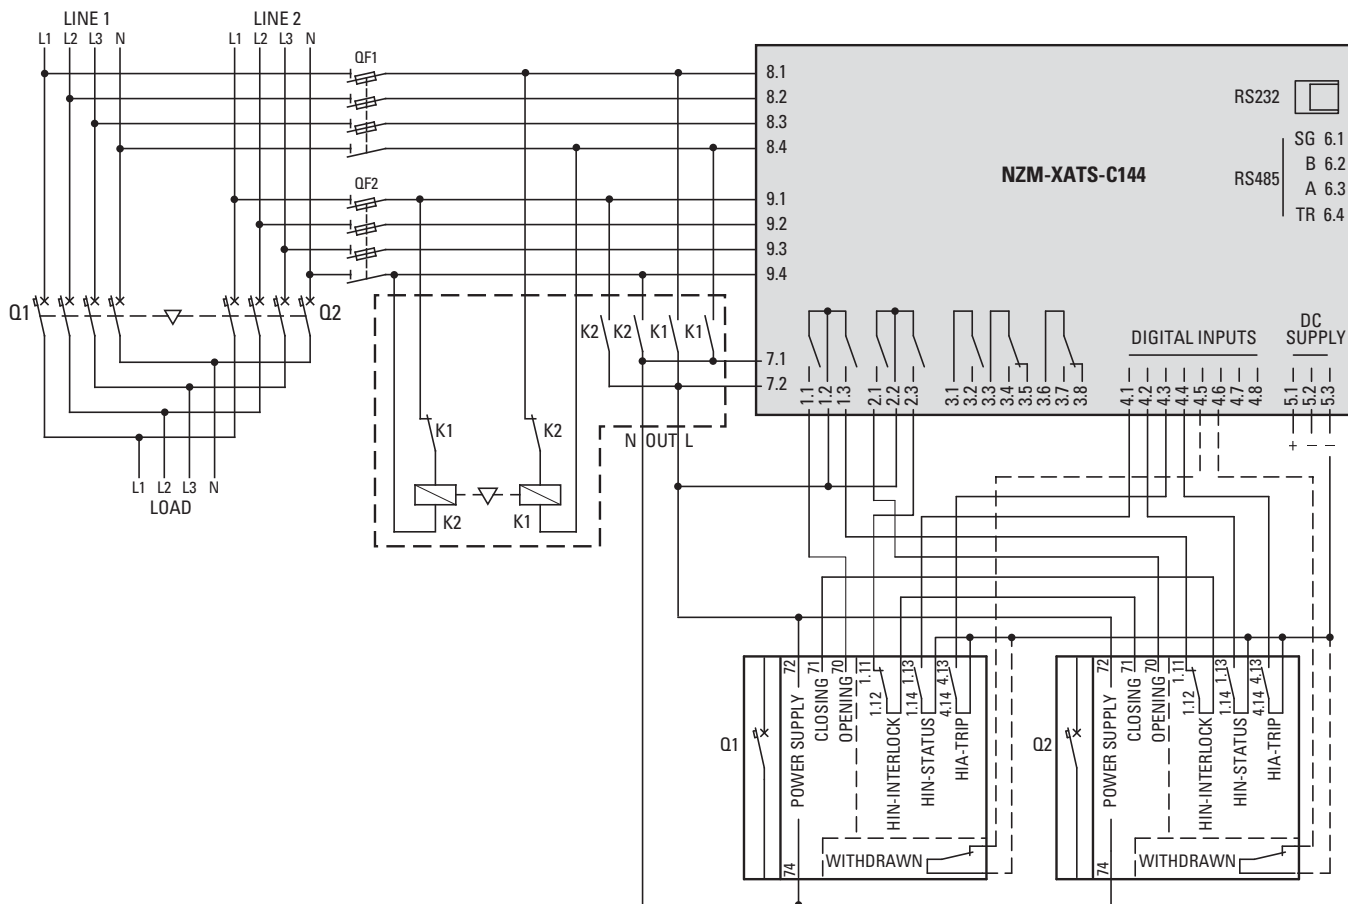 LINE 1
LINE 2
L1 L2 L3 N
L1 L2 L3 N
QF1
8.1
8.2
8.3
8.4
RS232
SG 6.1
B 6.2
RS485
A 6.3
TR 6.4
NZM-XATS-C144
QF2
9.1
9.2
9.3
9.4
Q1
Q2
K2 K2 K1 K1
7.1
7.2
DIGITAL INPUTS
DC
SUPPLY
1.1 1.2 1.3 2.1 2.2 2.3 3.1 3.2 3.3 3.4 3.5 3.6 3.7 3.8 4.1 4.2 4.3 4.4 4.5 4.6 4.7 4.8 5.1 5.2 5.3
+ – –
K1
K2
N OUT L
L1 L2 L3 N
LOAD
K2
K1
Q1
72 71 70 1.11 1.12 1.13 1.14 4.13 4.14
POWER SUPPLY
CLOSING
OPENING
HIN-INTERLOCK
HIN-STATUS
HIA-TRIP
74
WITHDRAWN
Q2
72 71 70 1.11 1.12 1.13 1.14 4.13 4.14
POWER SUPPLY
CLOSING
OPENING
HIN-INTERLOCK
HIN-STATUS
HIA-TRIP
74
WITHDRAWN